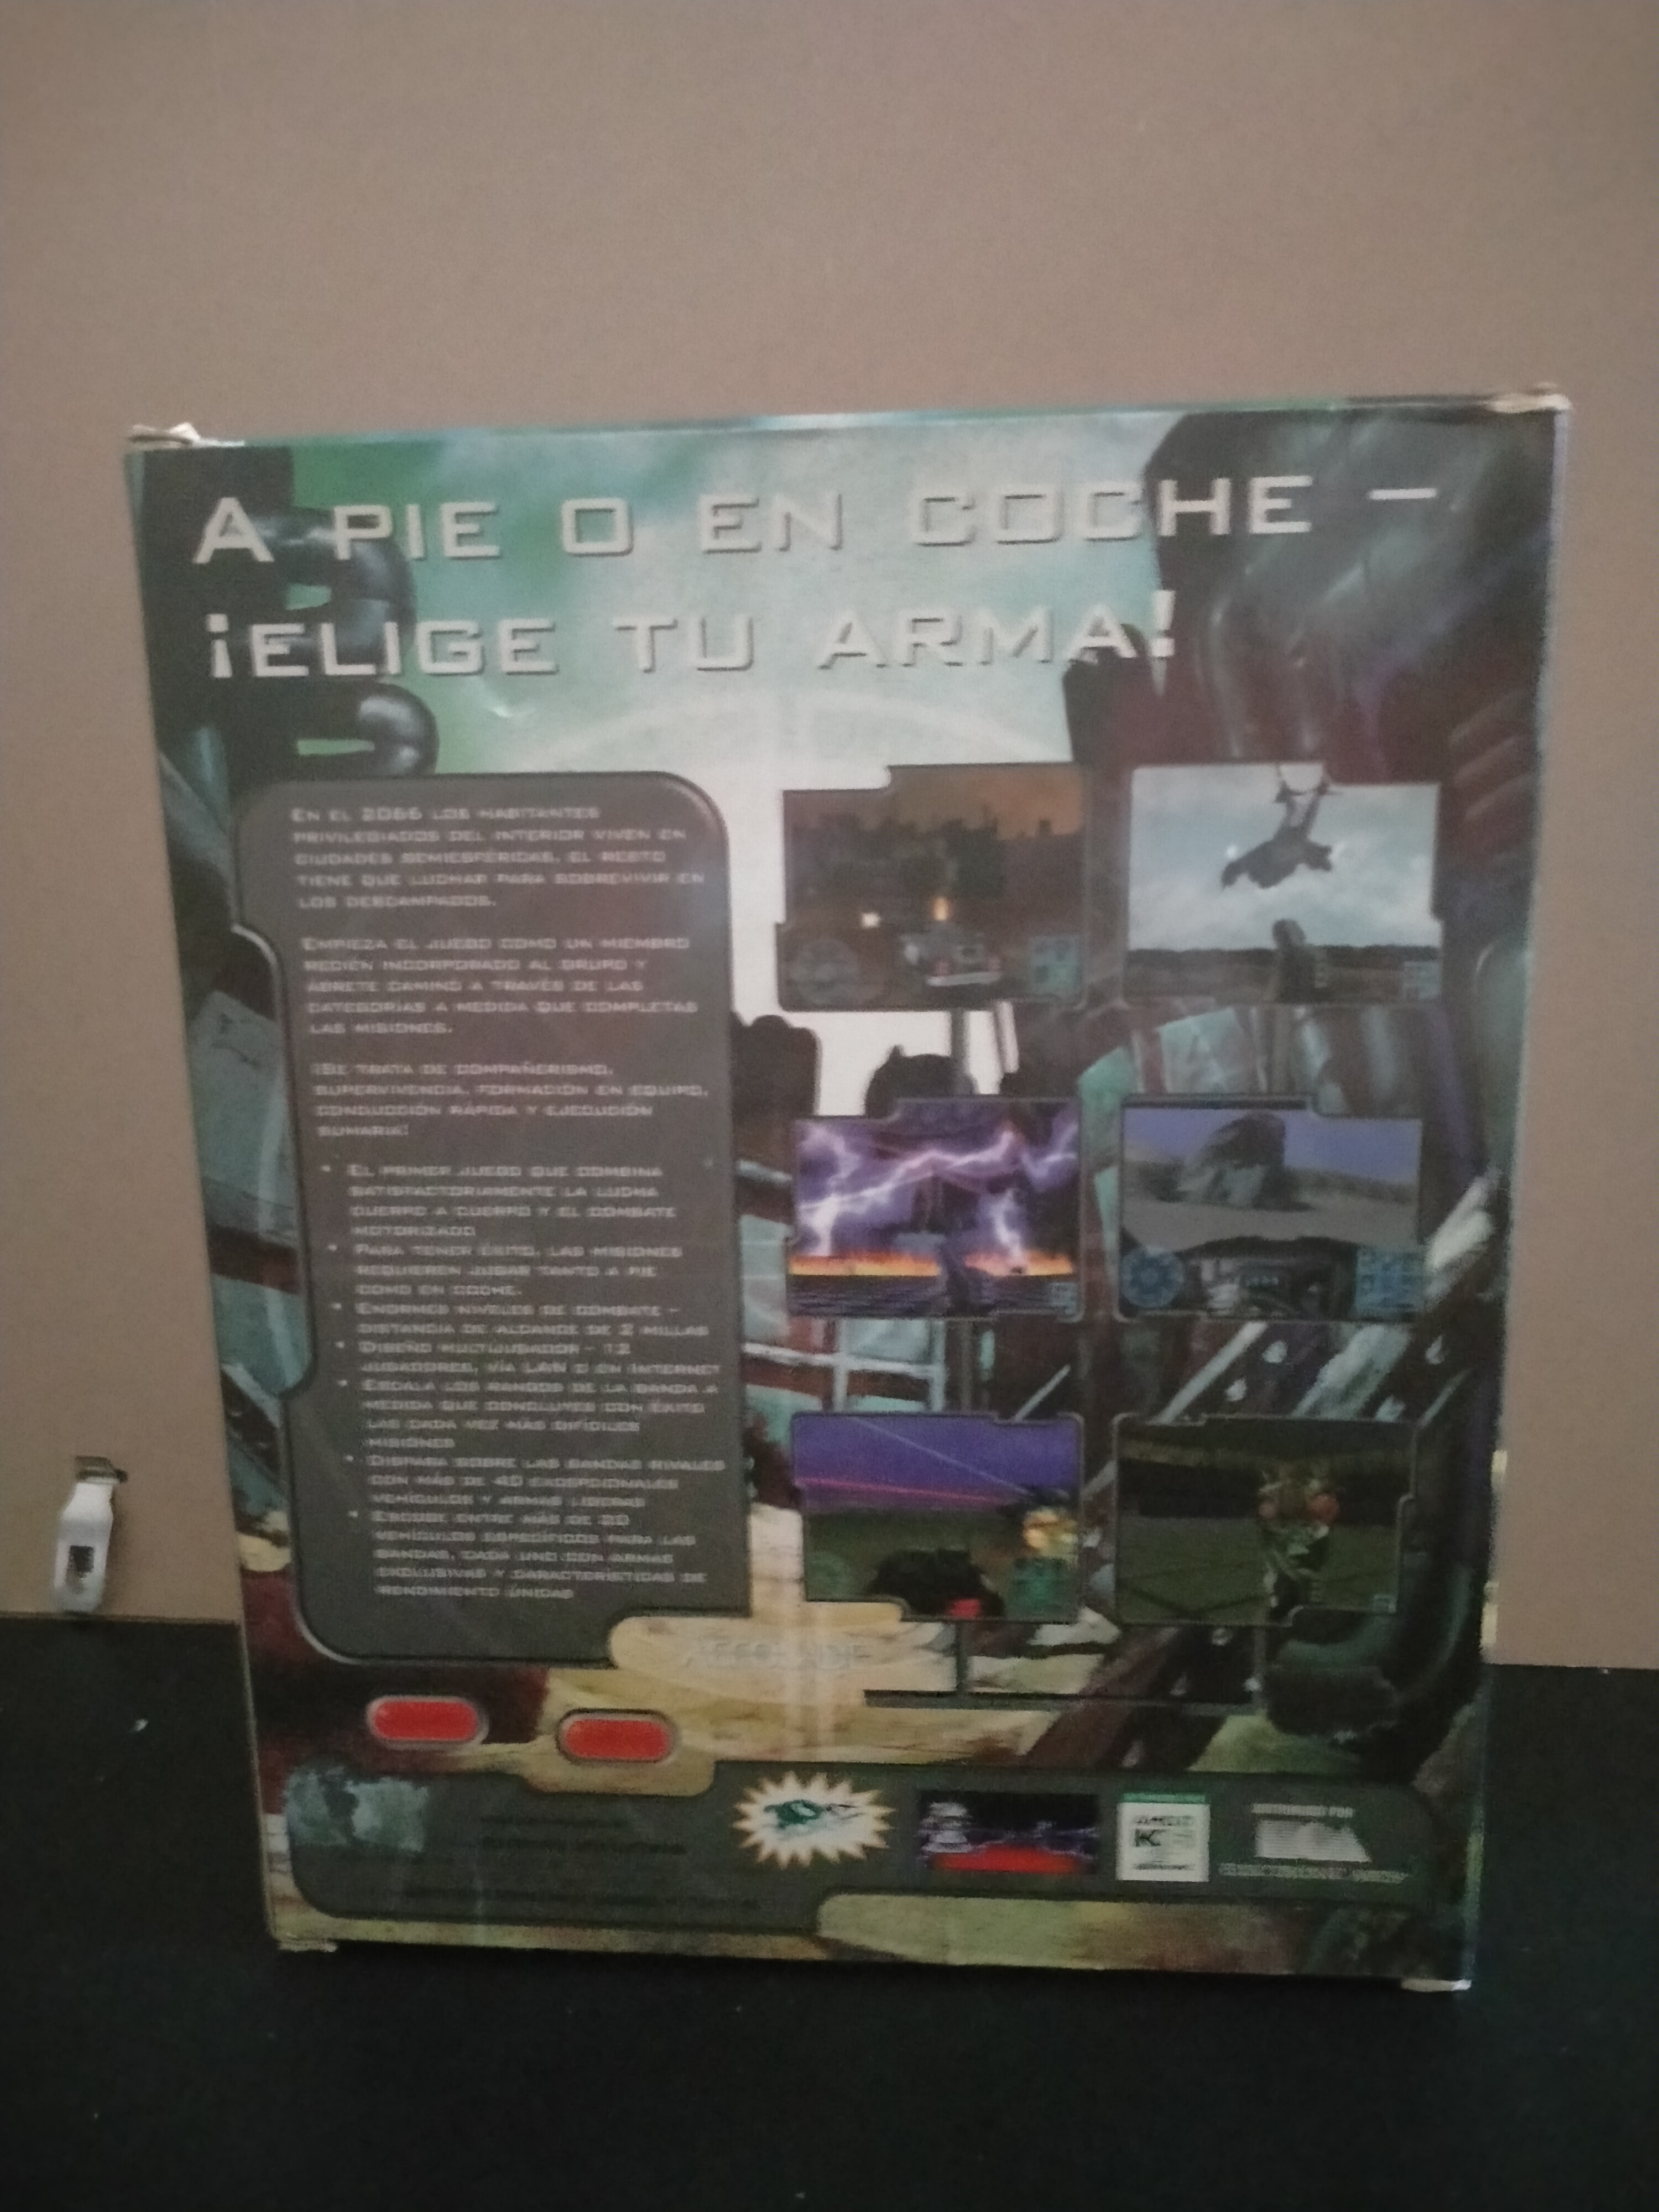 A PIE O EN COCHE –
¡ELIGE TU ARMA!
EN EL 2066 LOS HABITANTES
PRIVILEGIADOS DEL INTERIOR VIVEN EN
CIUDADES SEMIESFÉRICAS. EL RESTO
TIENE QUE LUCHAR PARA SOBREVIVIR EN
LOS DESCAMPADOS.
EMPIEZA EL JUEGO COMO UN MIEMBRO
RECIÉN INCORPORADO AL GRUPO Y
ÁBRETE CAMINO A TRAVÉS DE LAS
CATEGORÍAS A MEDIDA QUE COMPLETAS
LAS MISIONES.
¡SE TRATA DE COMPAÑERISMO,
SUPERVIVENCIA, FORMACIÓN EN EQUIPO,
CONDUCCIÓN RÁPIDA Y EJECUCIÓN
SUMARIA!
• EL PRIMER JUEGO QUE COMBINA
SATISFACTORIAMENTE LA LUCHA
CUERPO A CUERPO Y EL COMBATE
MOTORIZADO
• PARA TENER ÉXITO, LAS MISIONES
REQUIEREN JUGAR TANTO A PIE
COMO EN COCHE.
• ENORMES NIVELES DE COMBATE –
DISTANCIA DE ALCANCE DE 2 MILLAS
• DISEÑO MULTIJUGADOR – 12
JUGADORES, VÍA LAN O EN INTERNET
• ESCALA LOS RANGOS DE LA BANDA A
MEDIDA QUE CONCLUYES CON ÉXITO
LAS CADA VEZ MÁS DIFÍCILES
MISIONES
• DISPARA SOBRE LAS BANDAS RIVALES
CON MÁS DE 40 EXCEPCIONALES
VEHÍCULOS Y ARMAS LIGERAS
• ESCOGE ENTRE MÁS DE 20
VEHÍCULOS ESPECÍFICOS PARA LAS
BANDAS, CADA UNO CON ARMAS
EXCLUSIVAS Y CARACTERÍSTICAS DE
RENDIMIENTO ÚNICAS
AMD
DISTRIBUIDO POR
ELECTRONIC ARTS